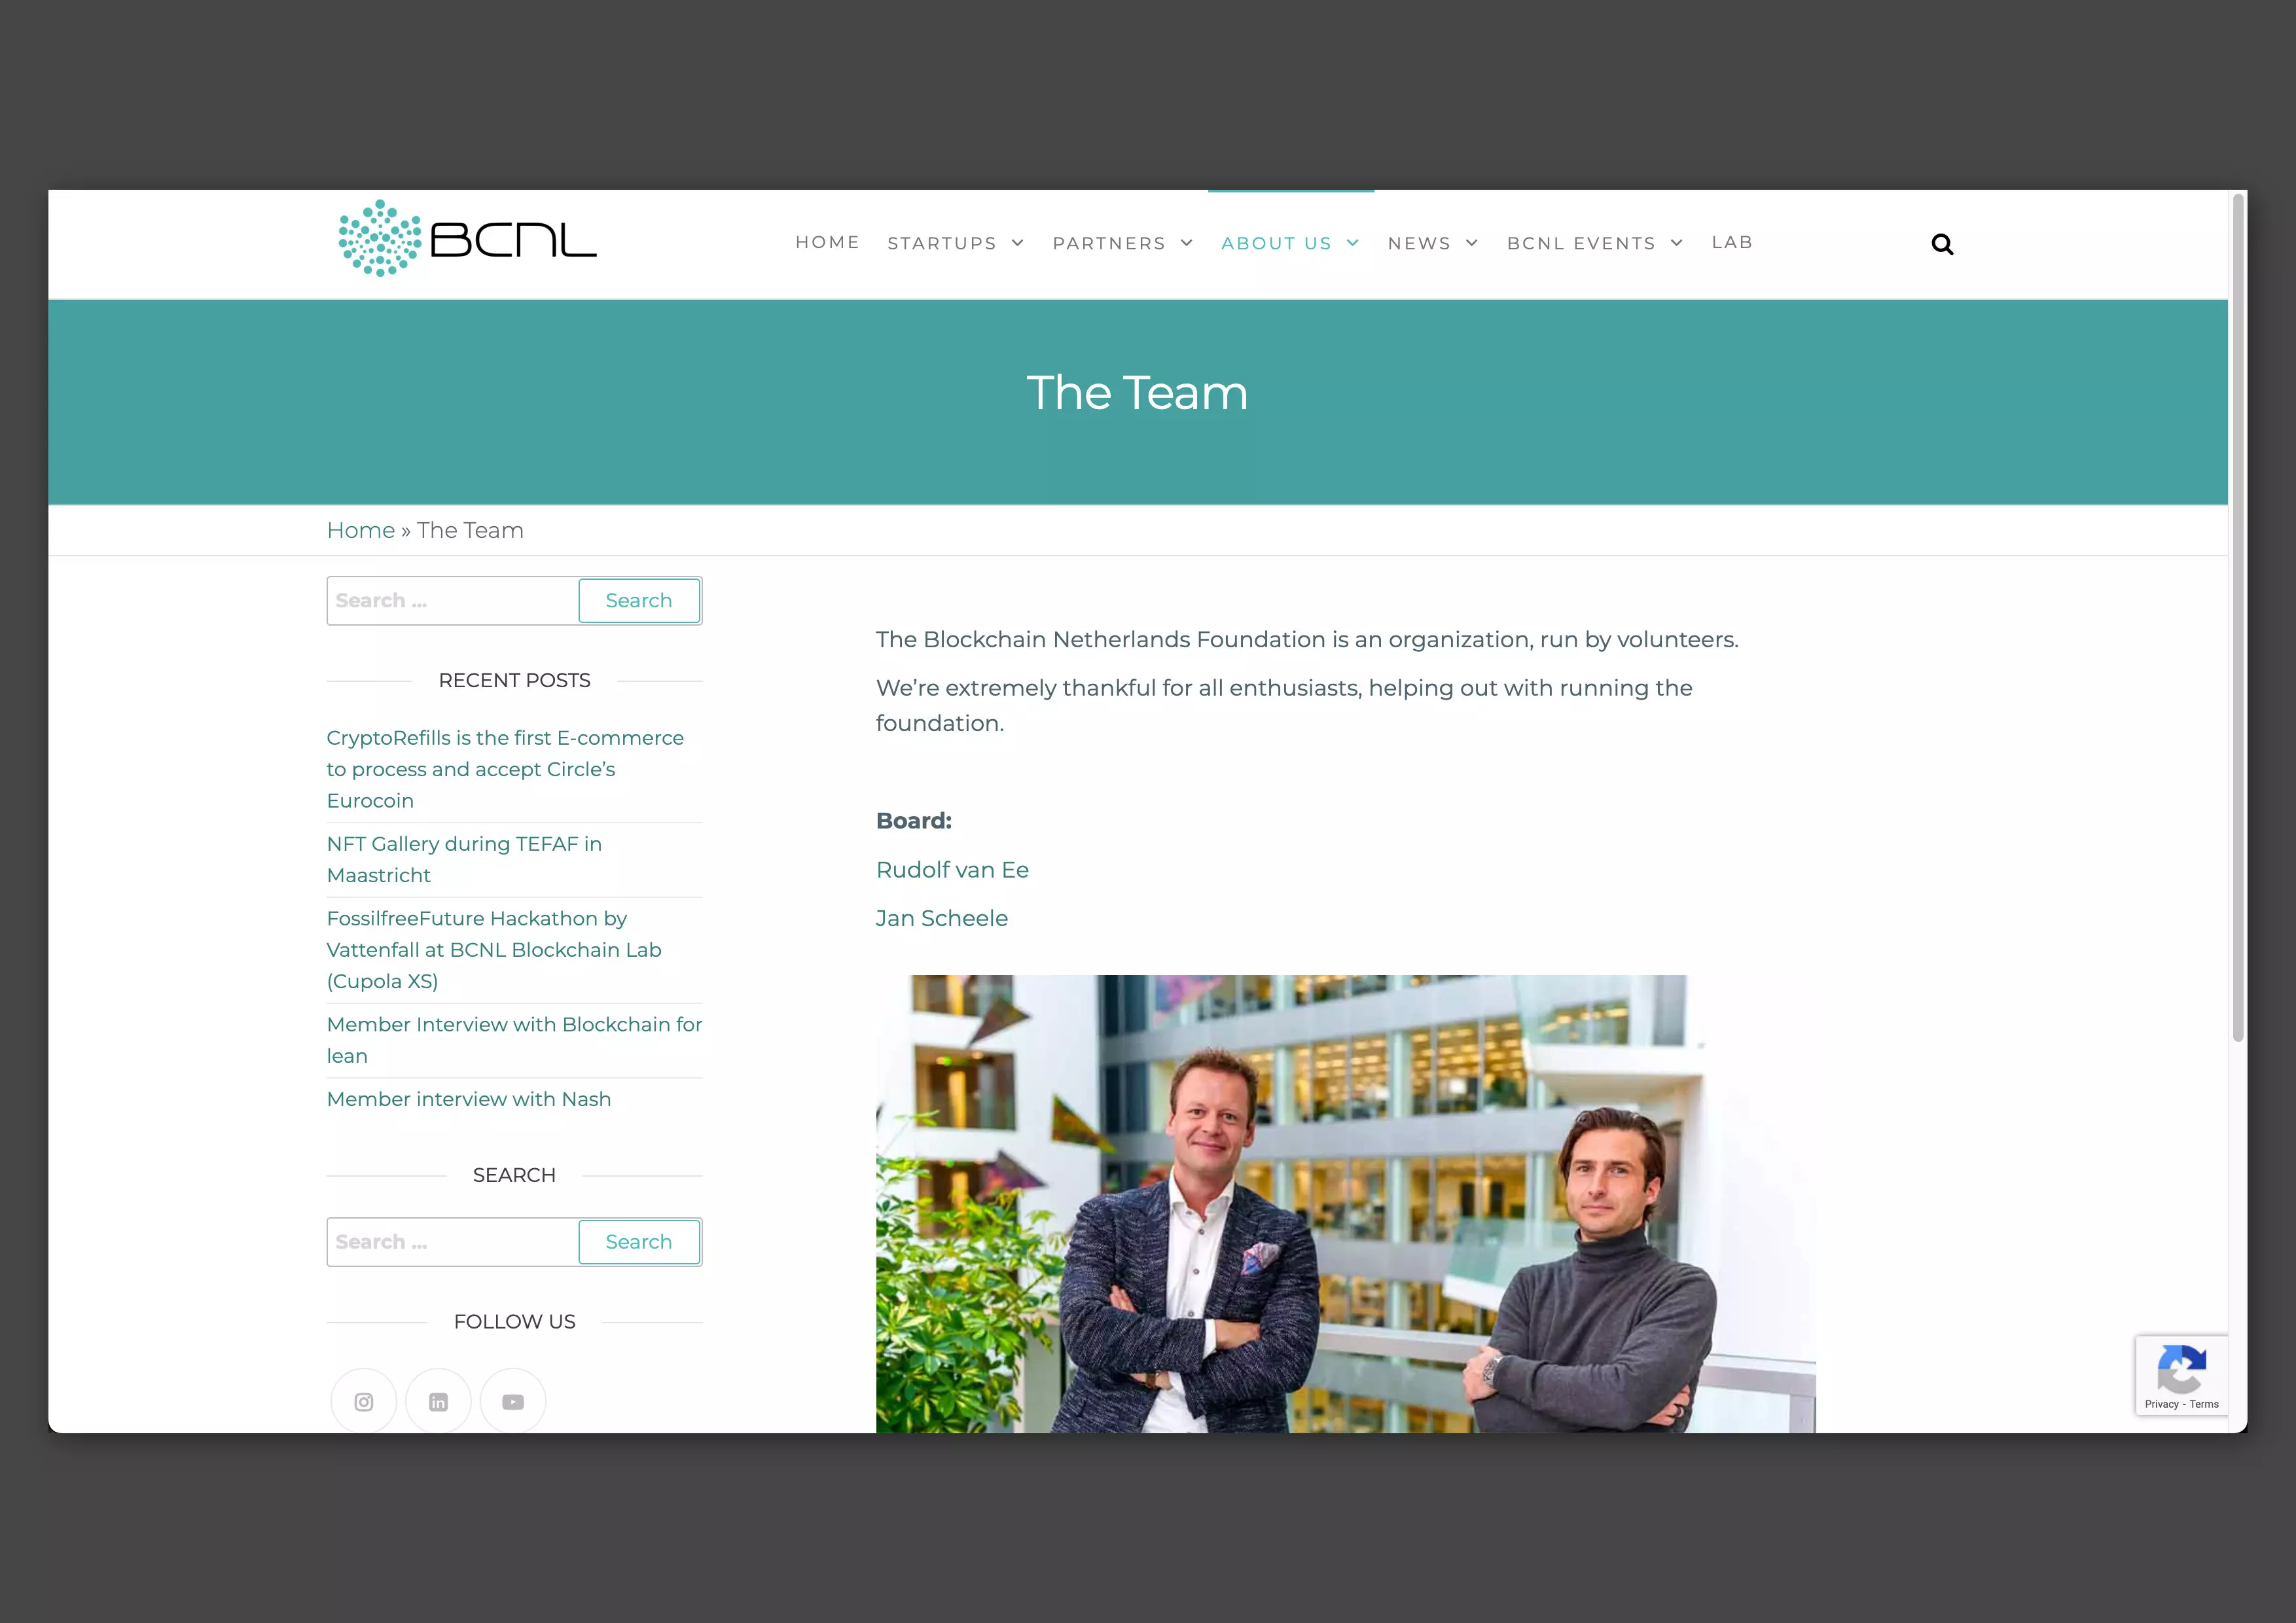 BCNL
HOME
STARTUPS
PARTNERS
ABOUT US
NEWS
BCNL EVENTS
LAB
The Team
Home » The Team
Search ...
Search
RECENT POSTS
CryptoRefills is the first E-commerce
to process and accept Circle’s
Eurocoin
NFT Gallery during TEFAF in
Maastricht
FossilfreeFuture Hackathon by
Vattenfall at BCNL Blockchain Lab
(Cupola XS)
Member Interview with Blockchain for
lean
Member interview with Nash
SEARCH
Search ...
Search
FOLLOW US
in
The Blockchain Netherlands Foundation is an organization, run by volunteers.
We’re extremely thankful for all enthusiasts, helping out with running the
foundation.
Board:
Rudolf van Ee
Jan Scheele
Privacy - Terms